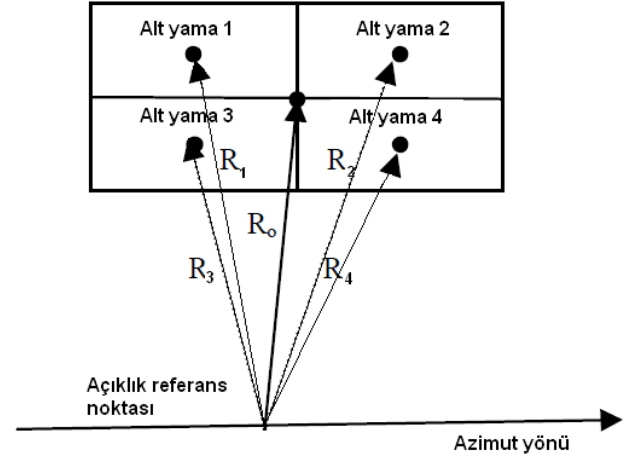 Alt yama 1
Alt yama 2
Alt yama 3
Alt yama 4
R₁
R₂
Rₒ
R₃
R₄
Açıklık referans
noktası
Azimut yönü